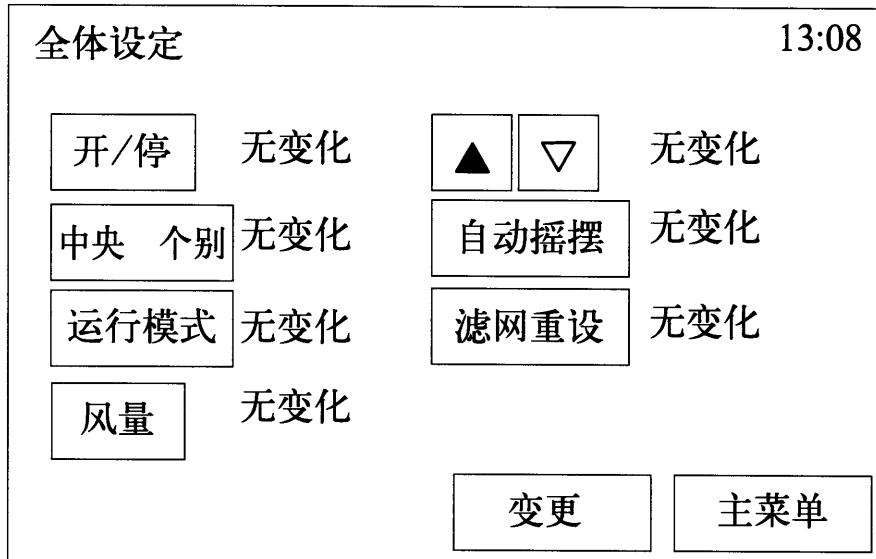 全体设定 13:08
开/停 无变化 ▲ ▽ 无变化
中央 个别 无变化 自动摇摆 无变化
运行模式 无变化 滤网重设 无变化
风量 无变化
变更 主菜单